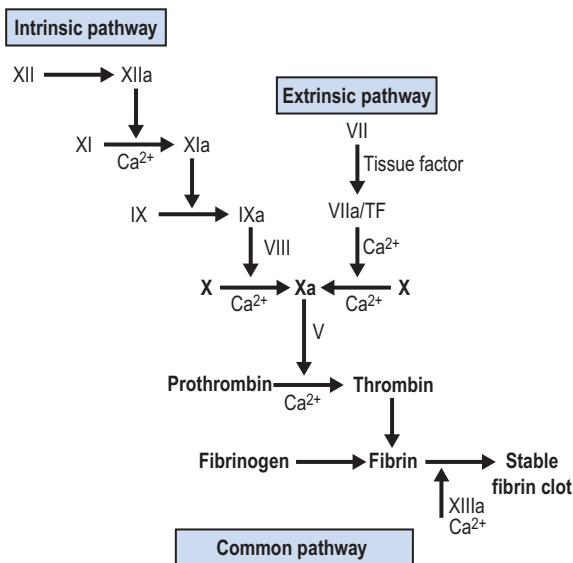 Intrinsic pathway
XII XIIa
Extrinsic pathway
VII
XI Ca²⁺ XIa
Tissue factor
IX IXa
VIIa/TF
VIII Ca²⁺
X Ca²⁺ Xa Ca²⁺ X
V
Prothrombin Ca²⁺ Thrombin
Fibrinogen Fibrin Stable
fibrin clot
XIIIa
Ca²⁺
Common pathway